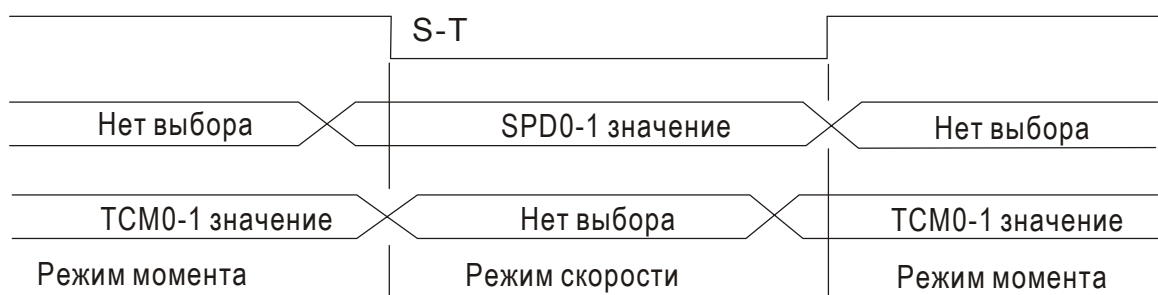 S-T
Нет выбора SPD0-1 значение Нет выбора
TCM0-1 значение Нет выбора TCM0-1 значение
Режим момента Режим скорости Режим момента